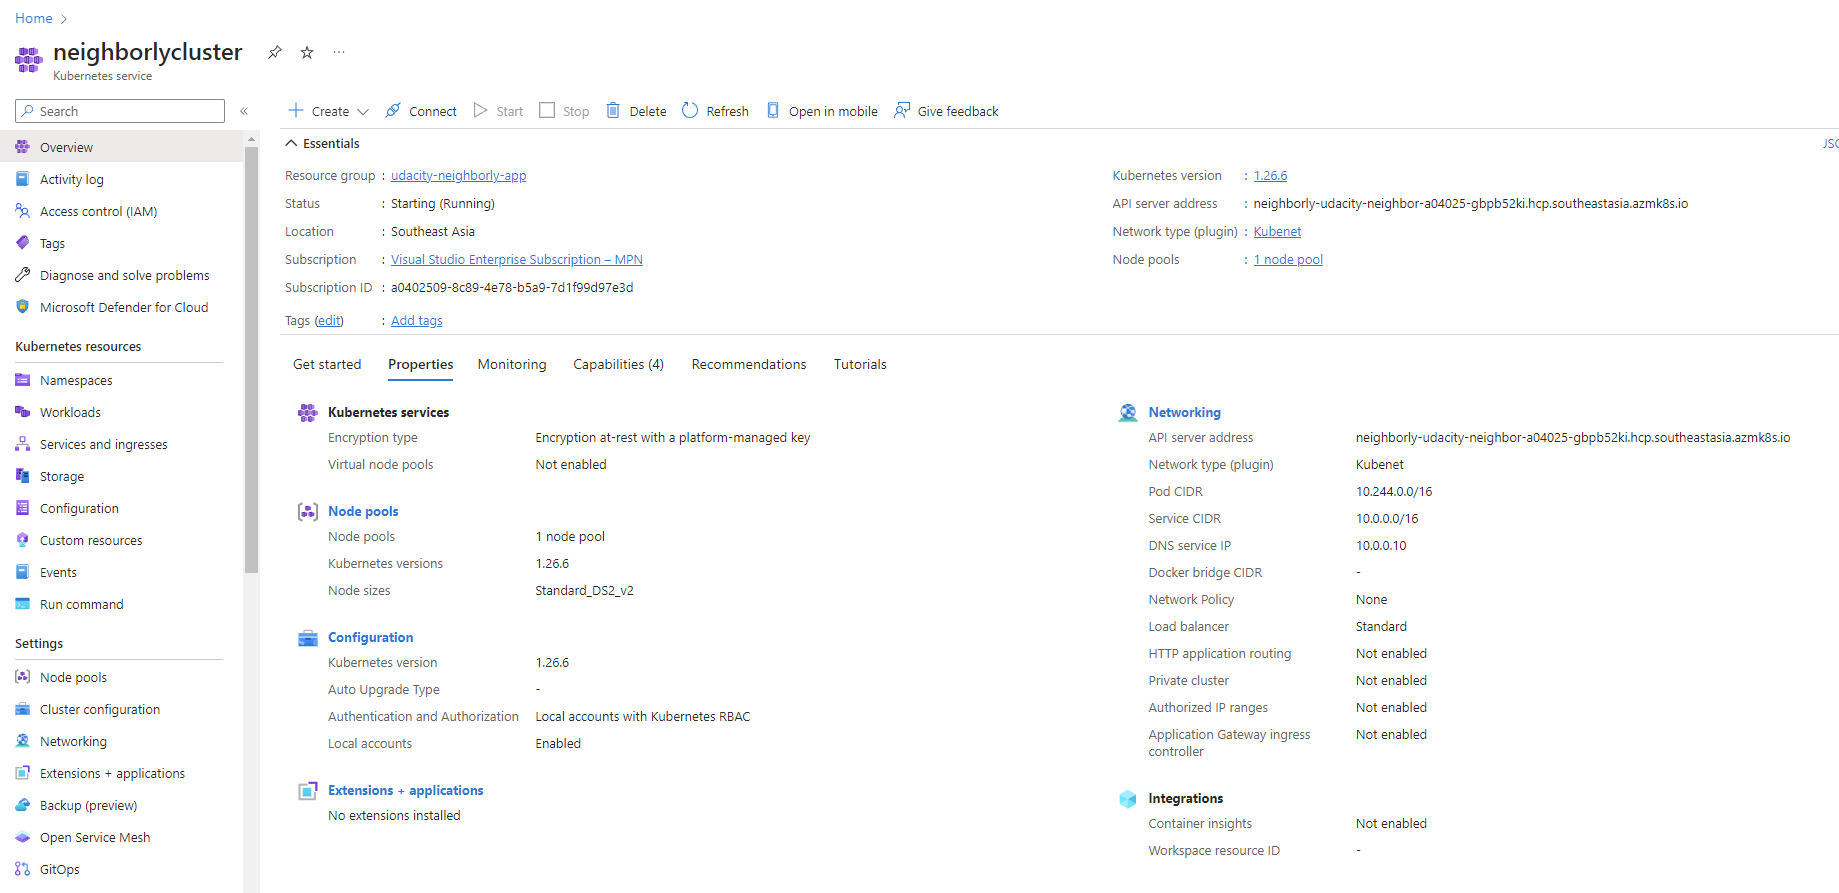 Home >
neighborlycluster
Kubernetes service
Search
«
Create
Connect
Start
Stop
Delete
Refresh
Open in mobile
Give feedback
Overview
Activity log
Access control (IAM)
Tags
Diagnose and solve problems
Microsoft Defender for Cloud
Kubernetes resources
Namespaces
Workloads
Services and ingresses
Storage
Configuration
Custom resources
Events
Run command
Settings
Node pools
Cluster configuration
Networking
Extensions + applications
Backup (preview)
Open Service Mesh
GitOps
Essentials
Resource group : udacity-neighborly-app
Status : Starting (Running)
Location : Southeast Asia
Subscription : Visual Studio Enterprise Subscription – MPN
Subscription ID : a0402509-8c89-4e78-b5a9-7d1f99d97e3d
Tags (edit) : Add tags
Kubernetes version : 1.26.6
API server address : neighborly-udacity-neighbor-a04025-gbpb52ki.hcp.southeastasia.azmk8s.io
Network type (plugin) : Kubenet
Node pools : 1 node pool
Get started
Properties
Monitoring
Capabilities (4)
Recommendations
Tutorials
Kubernetes services
Encryption type Encryption at-rest with a platform-managed key
Virtual node pools Not enabled
Node pools
Node pools 1 node pool
Kubernetes versions 1.26.6
Node sizes Standard_DS2_v2
Configuration
Kubernetes version 1.26.6
Auto Upgrade Type -
Authentication and Authorization Local accounts with Kubernetes RBAC
Local accounts Enabled
Extensions + applications
No extensions installed
Networking
API server address neighborly-udacity-neighbor-a04025-gbpb52ki.hcp.southeastasia.azmk8s.io
Network type (plugin) Kubenet
Pod CIDR 10.244.0.0/16
Service CIDR 10.0.0.0/16
DNS service IP 10.0.0.10
Docker bridge CIDR -
Network Policy None
Load balancer Standard
HTTP application routing Not enabled
Private cluster Not enabled
Authorized IP ranges Not enabled
Application Gateway ingress Not enabled
controller
Integrations
Container insights Not enabled
Workspace resource ID -